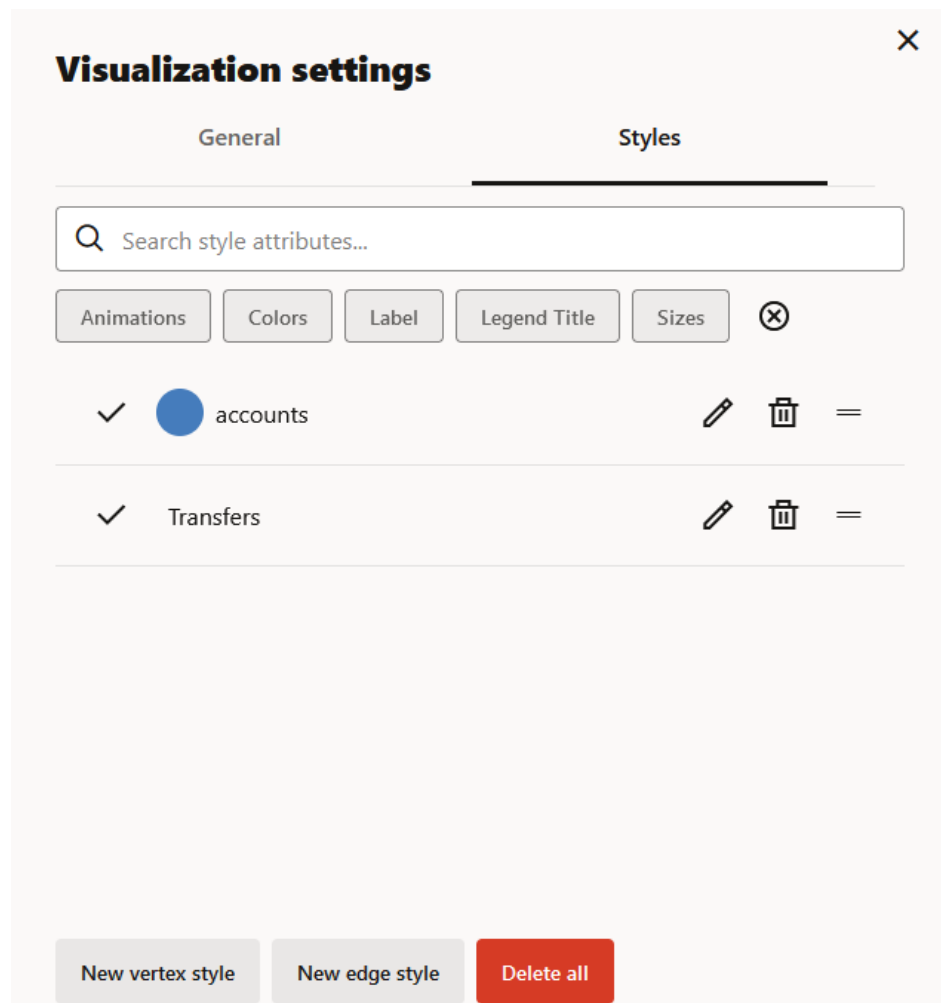 Visualization settings
General Styles
Search style attributes...
Animations Colors Label Legend Title Sizes
accounts
Transfers
New vertex style New edge style Delete all